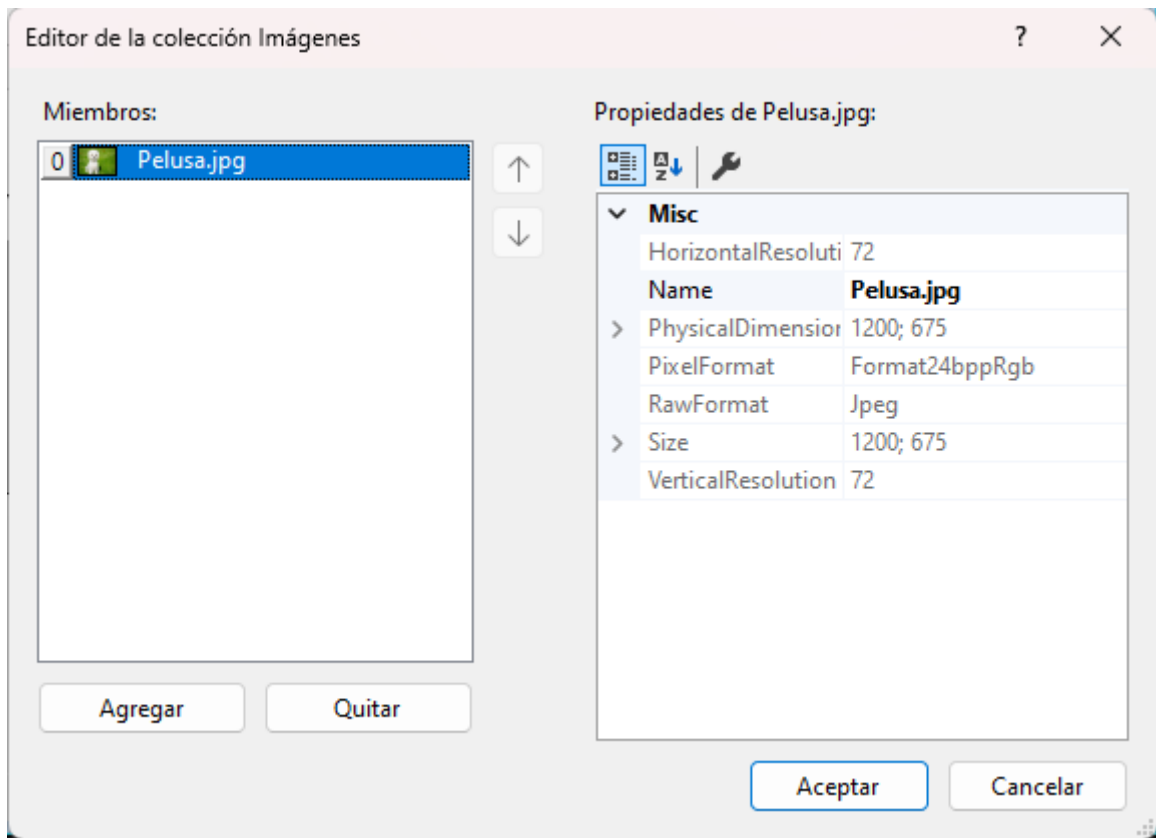 Editor de la colección Imágenes
?
Miembros:
0 Pelusa.jpg
Agregar
Quitar
Propiedades de Pelusa.jpg:
Misc
HorizontalResoluti 72
Name Pelusa.jpg
PhysicalDimension 1200; 675
PixelFormat Format24bppRgb
RawFormat Jpeg
Size 1200; 675
VerticalResolution 72
Aceptar
Cancelar